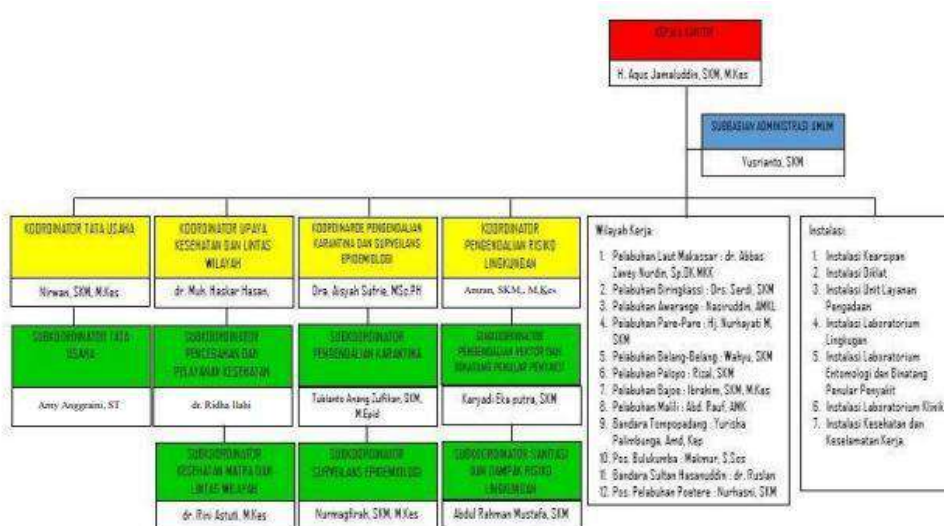 KEPALA KANTOR
H. Agus Jamaluddin, SKM, M.Kes
SUBBAGIAN ADMINISTRASI UMUM
Yusrianto, SKM
KOORDINATOR TATA USAHA
Nirwan, SKM, M.Kes
SUBKOORDINATOR TATA
USAHA
Amy Anggraini, ST
KOORDINATOR UPAYA
KESEHATAN DAN LINTAS
WILAYAH
dr. Muh. Haskar Hasan,
SUBKOORDINATOR
PENCEGAHAN DAN
PELAYANAN KESEHATAN
dr. Ridha Ilahi
SUBKOORDINATOR
KESEHATAN MATRA DAN
LINTAS WILAYAH
dr. Rini Astuti, M.Kes
PENGENDALIAN
KARANTINA DAN SURVEILANS
EPIDEMIOLOGI
Dra. Aisyah Sufrie, MSc.PH
SUBKOORDINATOR
PENGENDALIAN KARANTINA
Anang Zulfikan, SKM,
M.Epid
SUBKOORDINATOR
SURVEILANS EPIDEMIOLOGI
Nurmagfirah, SKM, M.Kes
KOORDINATOR
PENGENDALIAN RISIKO
LINGKUNGAN
Amran, SKM., M.Kes
SUBKOORDINATOR
PENGENDALIAN VEKTOR DAN
BINATANG PENULAR PENYAKIT
Karyadi Eka putra, SKM
SUBKOORDINATOR SANITASI
DAN DAMPAK RISIKO
LINGKUNGAN
Abdul Rahman Mustafa, SKM
Wilayah Kerja:
1. Pelabuhan Laut Makassar : dr. Abbas
Zavey Nurdin, Sp.OK.MKK
2. Pelabuhan Biringkassi : Drs. Serdi, SKM
3. Pelabuhan Awerange : Nasiruddin, AMKL
4. Pelabuhan Pare-Pare : Hj. Nurhayati M,
SKM
5. Pelabuhan Belang-Belang : Wahyu, SKM
6. Pelabuhan Palopo : Rizal, SKM
7. Pelabuhan Bajoe : Ibrahim, SKM, M.Kes
8. Pelabuhan Malili : Abd. Rauf, AMK
9. Bandara Tompopadang : Yurisha
Palimbunga, Amd, Kep
10. Pos. Bulukumba : Makmur, S.Sos
11. Bandara Sultan Hasanuddin : dr. Ruslan
12. Pos. Pelabuhan Poetere : Nurhasni, SKM
Instalasi:
1. Instalasi Kearsipan
2. Instalasi Diklat
3. Instalasi Unit Layanan
Pengadaan
4. Instalasi Laboratorium
Lingkugan
5. Instalasi Laboratorium
Entomologi dan Binatang
Penular Penyakit
6. Instalasi Laboratorium Klinik
7. Instalasi Kesehatan dan
Keselamatan Kerja.